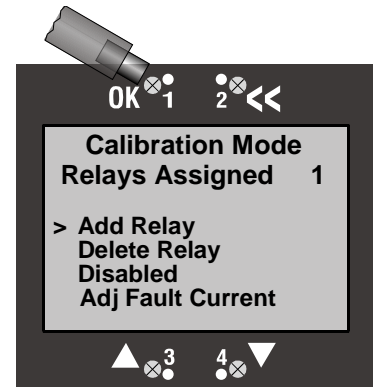 OK 1 2 <<
Calibration Mode
Relays Assigned 1
> Add Relay
Delete Relay
Disabled
Adj Fault Current
3 4